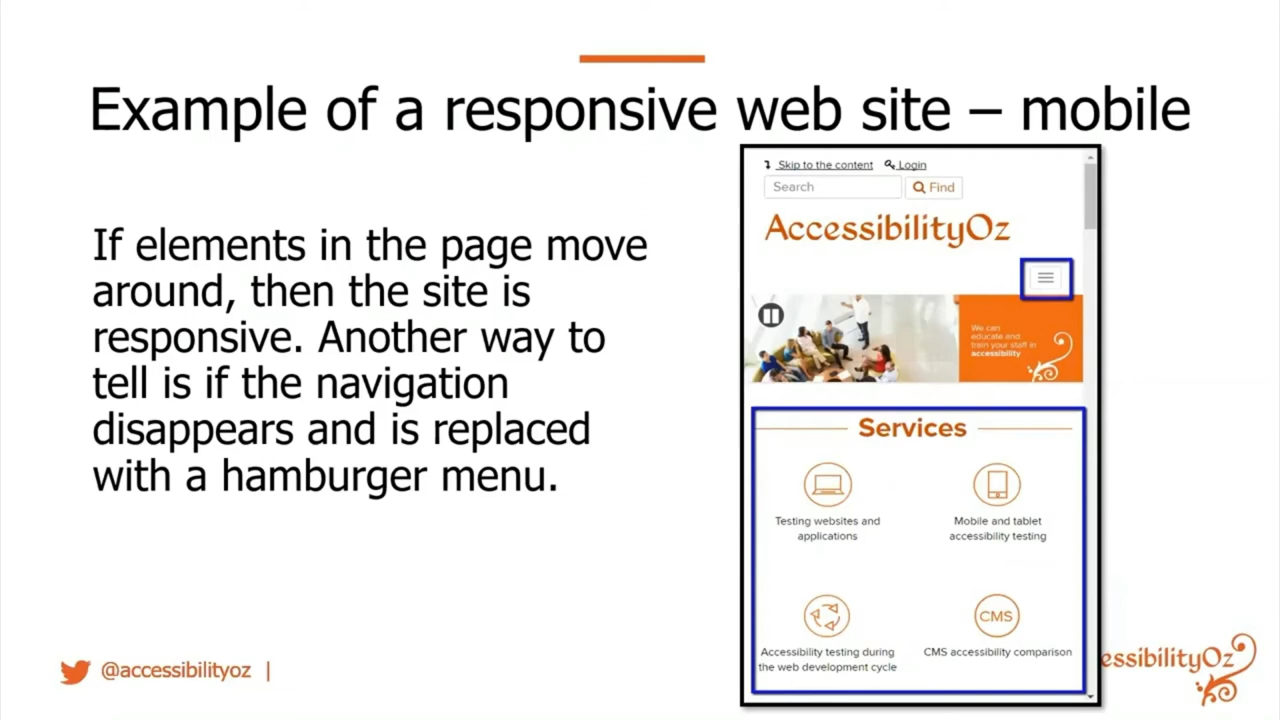 Example of a responsive web site – mobile
If elements in the page move
around, then the site is
responsive. Another way to
tell is if the navigation
disappears and is replaced
with a hamburger menu.
Skip to the content Login
Search Find
AccessibilityOz
We can
educate and
train your staff in
accessibility
Services
Testing websites and
applications
Mobile and tablet
accessibility testing
Accessibility testing during
the web development cycle
CMS
CMS accessibility comparison
@accessibilityoz |
essibilityOz